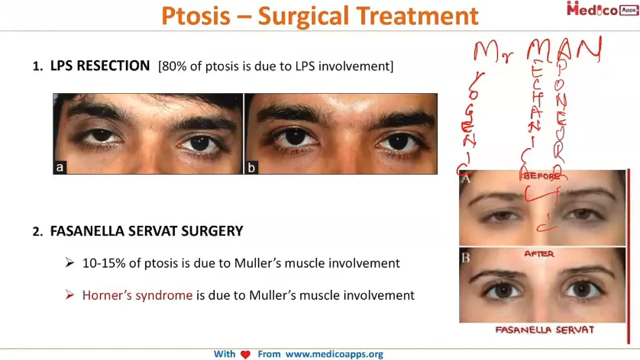 Ptosis – Surgical Treatment
Medico Apps
1. LPS RESECTION [80% of ptosis is due to LPS involvement]
a
b
2. FASANELLA SERVAT SURGERY
➢ 10-15% of ptosis is due to Muller's muscle involvement
➢ Horner's syndrome is due to Muller's muscle involvement
Mr MAN
MECHANIC
A
BEFORE
B
AFTER
FASANELLA SERVAT
With ❤ From www.medicoapps.org